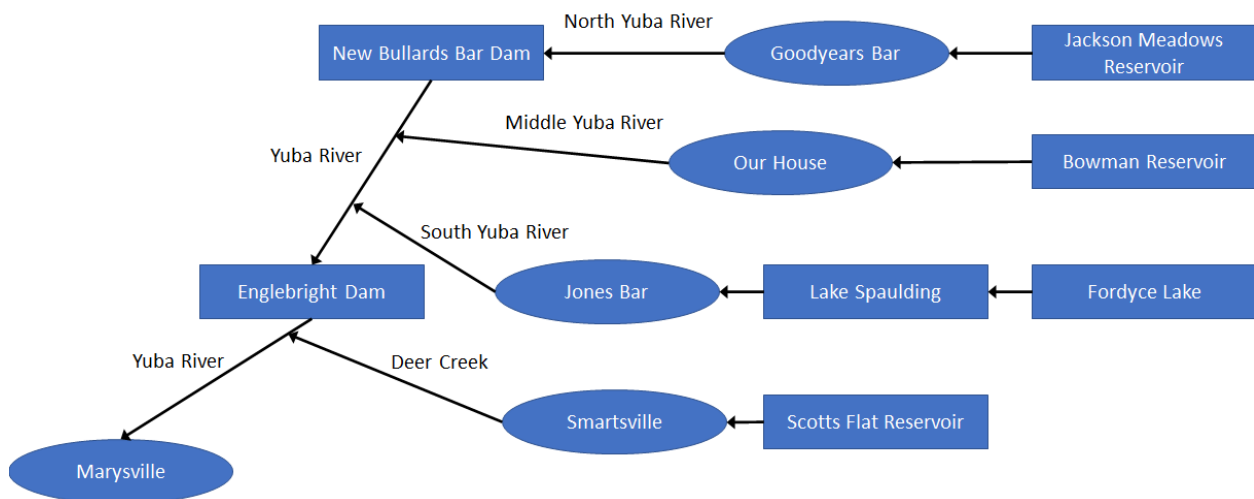 North Yuba River
New Bullards Bar Dam
Goodyears Bar
Jackson Meadows
Reservoir
Middle Yuba River
Yuba River
Our House
Bowman Reservoir
South Yuba River
Englebright Dam
Jones Bar
Lake Spaulding
Fordyce Lake
Yuba River
Deer Creek
Smartsville
Scotts Flat Reservoir
Marysville